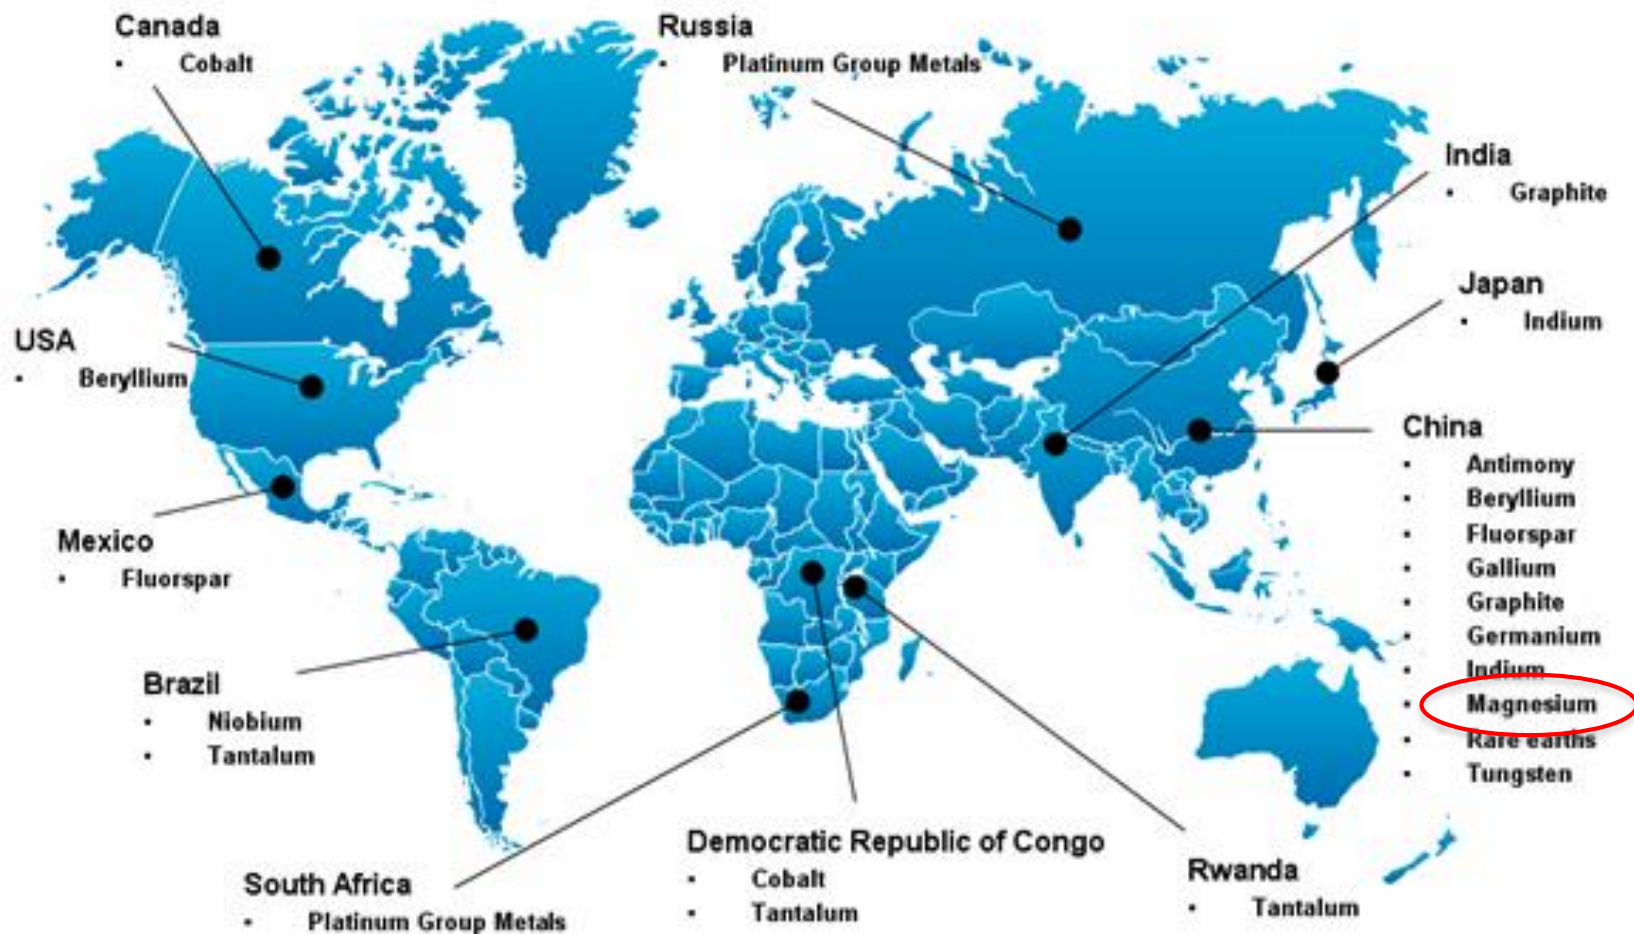 Canada
• Cobalt
Russia
• Platinum Group Metals
India
• Graphite
Japan
• Indium
USA
• Beryllium
China
• Antimony
• Beryllium
• Fluorspar
• Gallium
• Graphite
• Germanium
• Indium
• Magnesium
• Rare earths
• Tungsten
Mexico
• Fluorspar
Brazil
• Niobium
• Tantalum
South Africa
• Platinum Group Metals
Democratic Republic of Congo
• Cobalt
• Tantalum
Rwanda
• Tantalum